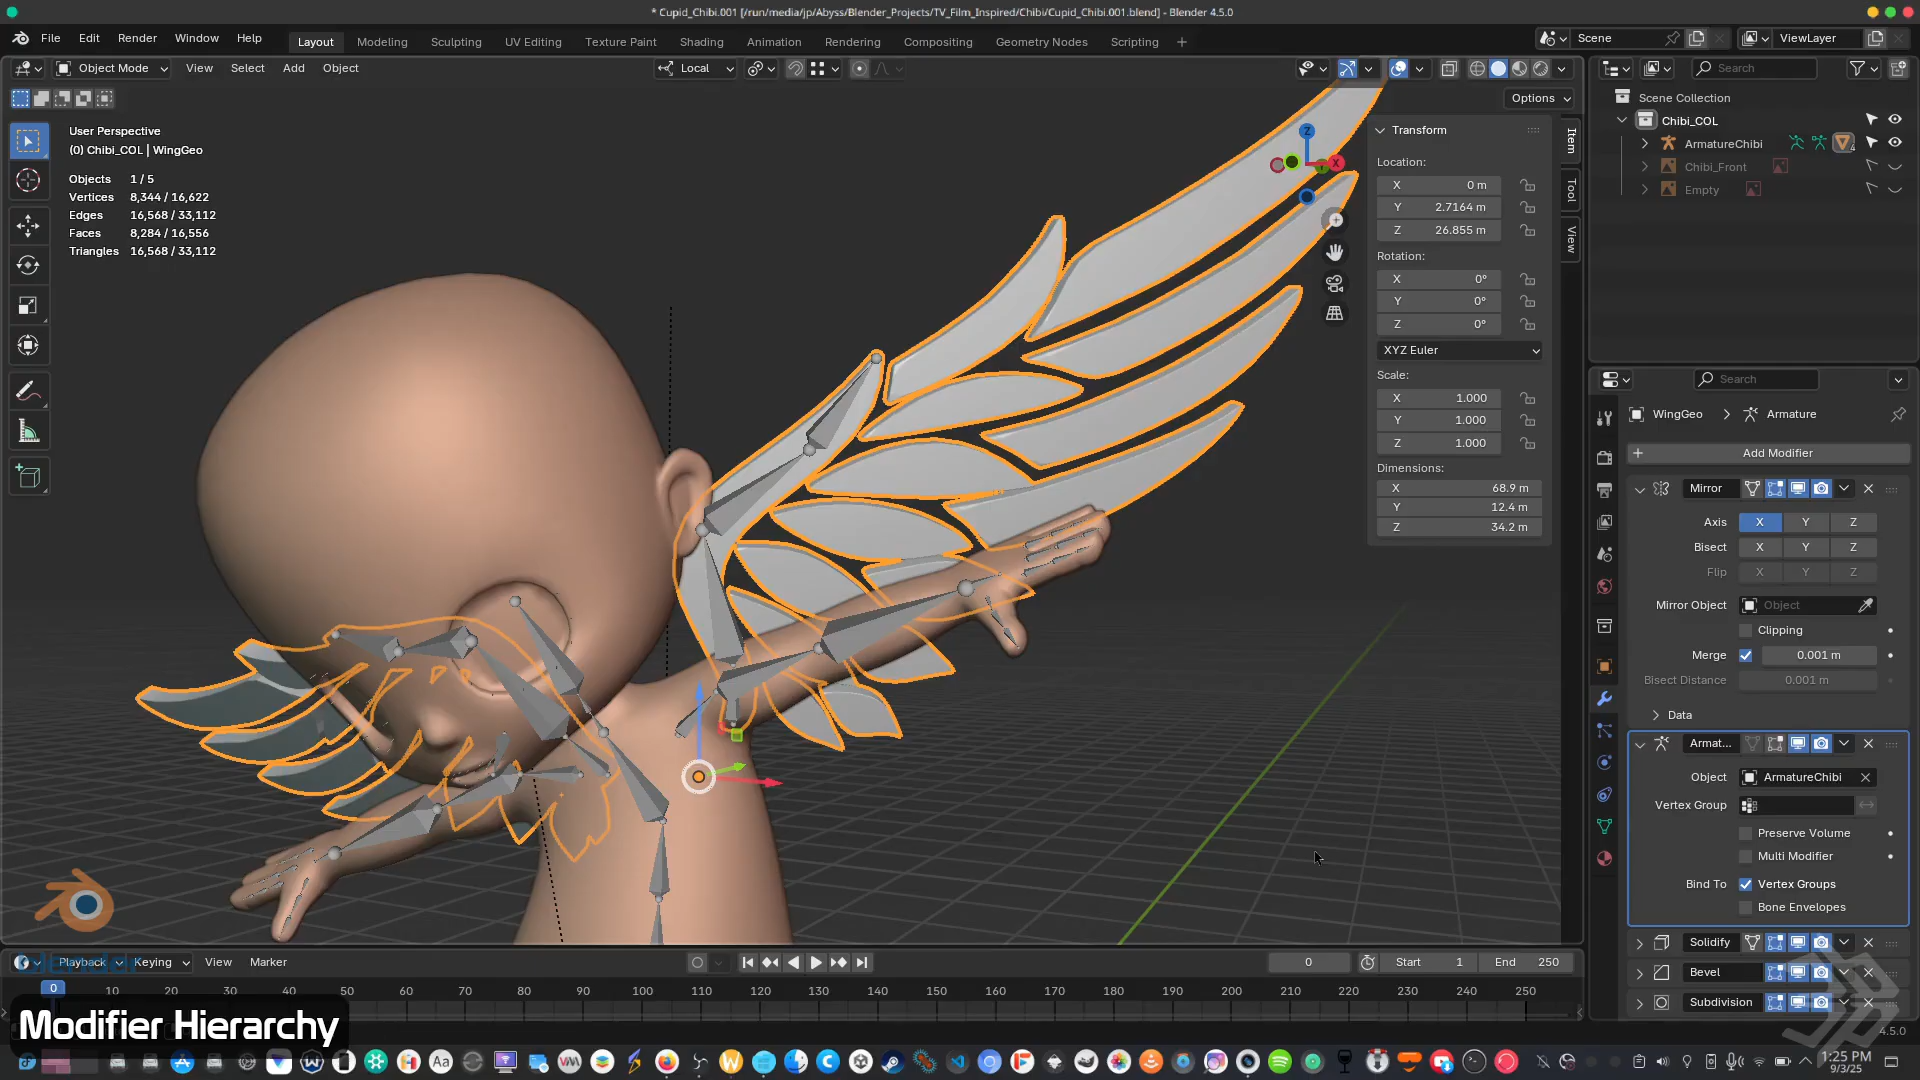 * Cupid_Chibi.001 [/run/media/jp/Abyss/Blender_Projects/TV_Film_Inspired/Chibi/Cupid_Chibi.001.blend] - Blender 4.5.0
File Edit Render Window Help Layout Modeling Sculpting UV Editing Texture Paint Shading Animation Rendering Compositing Geometry Nodes Scripting + Scene ViewLayer
Object Mode View Select Add Object Local Search
Options
User Perspective
(0) Chibi_COL | WingGeo
Objects 1 / 5
Vertices 8,344 / 16,622
Edges 16,568 / 33,112
Faces 8,284 / 16,556
Triangles 16,568 / 33,112
Z
X
Transform
Location:
X 0 m
Y 2.7164 m
Z 26.855 m
Rotation:
X 0°
Y 0°
Z 0°
XYZ Euler
Scale:
X 1.000
Y 1.000
Z 1.000
Dimensions:
X 68.9 m
Y 12.4 m
Z 34.2 m
Item
Tool
View
Scene Collection
Chibi_COL
ArmatureChibi
Chibi_Front
Empty
Search
WingGeo > Armature
+ Add Modifier
Mirror
Axis X Y Z
Bisect X Y Z
Flip X Y Z
Mirror Object Object
Clipping
Merge 0.001 m
Bisect Distance 0.001 m
Data
Armat...
Object ArmatureChibi
Vertex Group
Preserve Volume
Multi Modifier
Bind To Vertex Groups
Bone Envelopes
Solidify
Bevel
Subdivision
4.5.0
blender
Playback Keying View Marker 0 Start 1 End 250
0 10 20 30 40 50 60 70 80 90 100 110 120 130 140 150 160 170 180 190 200 210 220 230 240 250
Modifier Hierarchy
Aa
1:25 PM
9/3/25